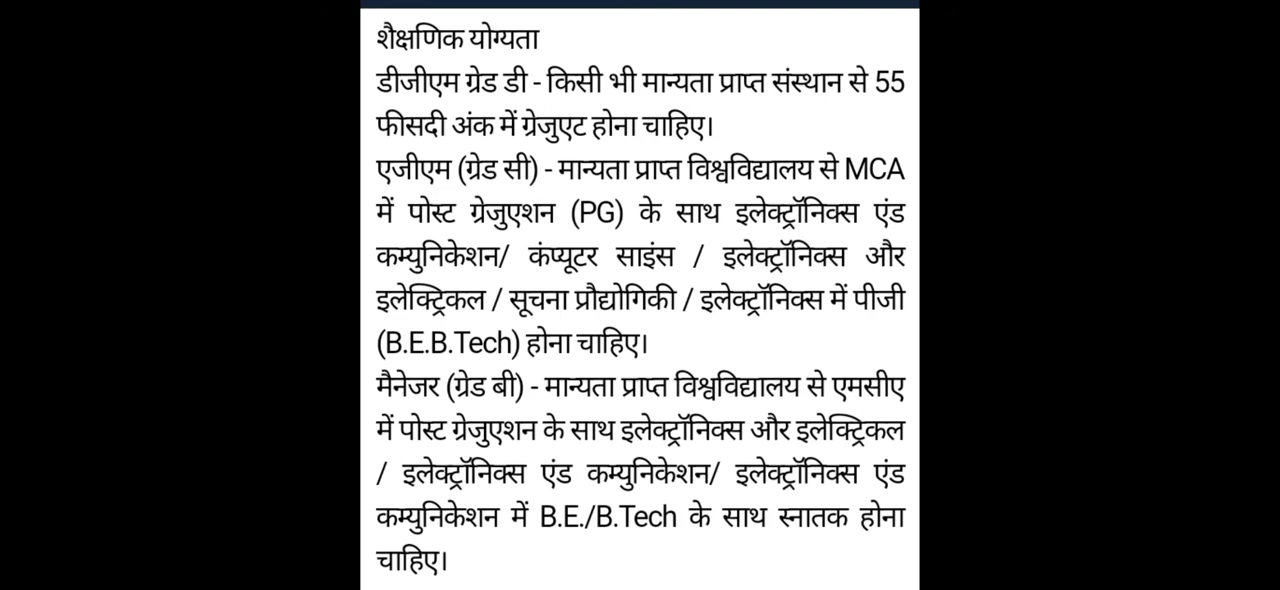 शैक्षणिक योग्यता
डीजीएम ग्रेड डी - किसी भी मान्यता प्राप्त संस्थान से 55
फीसदी अंक में ग्रेजुएट होना चाहिए।
एजीएम (ग्रेड सी) - मान्यता प्राप्त विश्वविद्यालय से MCA
में पोस्ट ग्रेजुएशन (PG) के साथ इलेक्ट्रॉनिक्स एंड
कम्युनिकेशन/ कंप्यूटर साइंस / इलेक्ट्रॉनिक्स और
इलेक्ट्रिकल / सूचना प्रौद्योगिकी / इलेक्ट्रॉनिक्स में पीजी
(B.E.B.Tech) होना चाहिए।
मैनेजर (ग्रेड बी) - मान्यता प्राप्त विश्वविद्यालय से एमसीए
में पोस्ट ग्रेजुएशन के साथ इलेक्ट्रॉनिक्स और इलेक्ट्रिकल
/ इलेक्ट्रॉनिक्स एंड कम्युनिकेशन/ इलेक्ट्रॉनिक्स एंड
कम्युनिकेशन में B.E./B.Tech के साथ स्नातक होना
चाहिए।